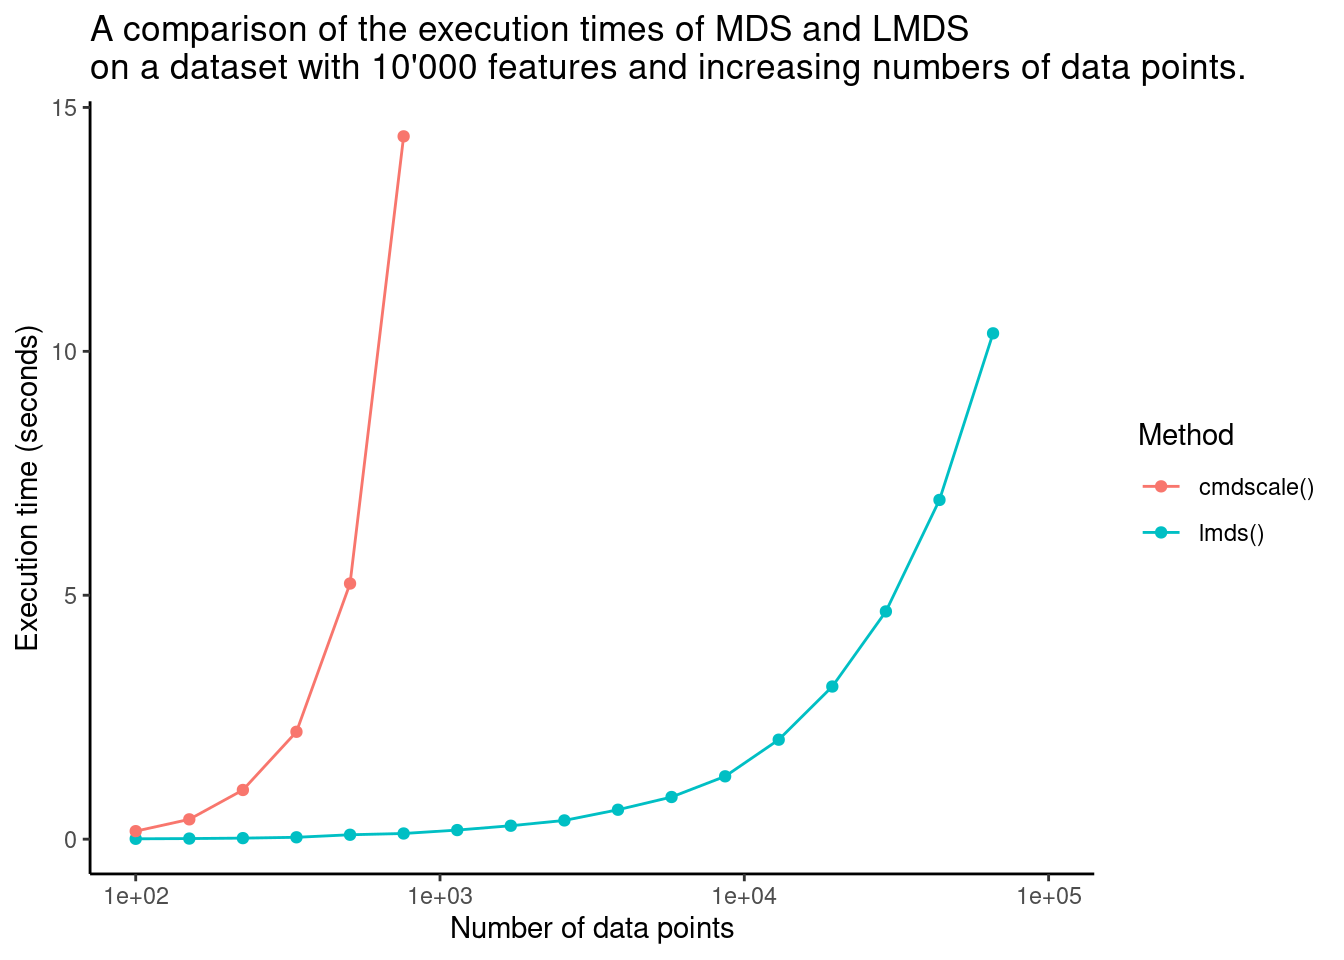 A comparison of the execution times of MDS and LMDS
on a dataset with 10'000 features and increasing numbers of data points.
15
10
5
0
Execution time (seconds)
1e+02 1e+03 1e+04 1e+05
Number of data points
Method
cmdscale()
lmds()